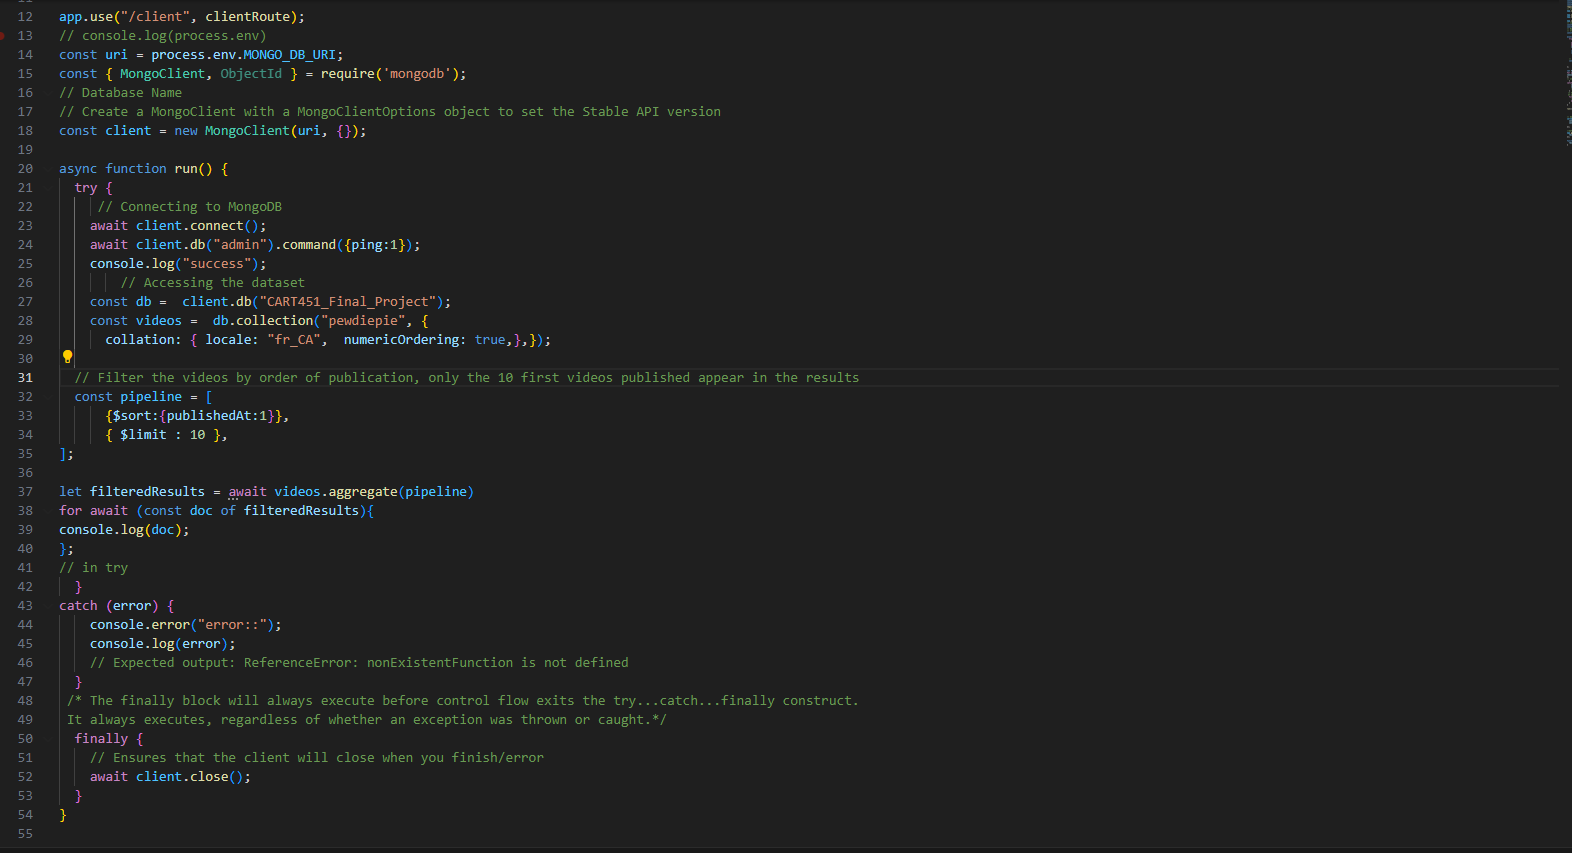 12 app.use("/client", clientRoute);
13 // console.log(process.env)
14 const uri = process.env.MONGO_DB_URI;
15 const { MongoClient, ObjectId } = require('mongodb');
16 // Database Name
17 // Create a MongoClient with a MongoClientOptions object to set the Stable API version
18 const client = new MongoClient(uri, {});
19
20 async function run() {
21 try {
22 // Connecting to MongoDB
23 await client.connect();
24 await client.db("admin").command({ping:1});
25 console.log("success");
26 // Accessing the dataset
27 const db =  client.db("CART451_Final_Project");
28 const videos =  db.collection("pewdiepie", {
29 collation: { locale: "fr_CA",  numericOrdering: true,},});
30
31 // Filter the videos by order of publication, only the 10 first videos published appear in the results
32 const pipeline = [
33 {$sort:{publishedAt:1}},
34 { $limit : 10 },
35 ];
36
37 let filteredResults = await videos.aggregate(pipeline)
38 for await (const doc of filteredResults){
39 console.log(doc);
40 };
41 // in try
42 }
43 catch (error) {
44 console.error("error::");
45 console.log(error);
46 // Expected output: ReferenceError: nonExistentFunction is not defined
47 }
48 /* The finally block will always execute before control flow exits the try...catch...finally construct.
49 It always executes, regardless of whether an exception was thrown or caught.*/
50 finally {
51 // Ensures that the client will close when you finish/error
52 await client.close();
53 }
54 }
55